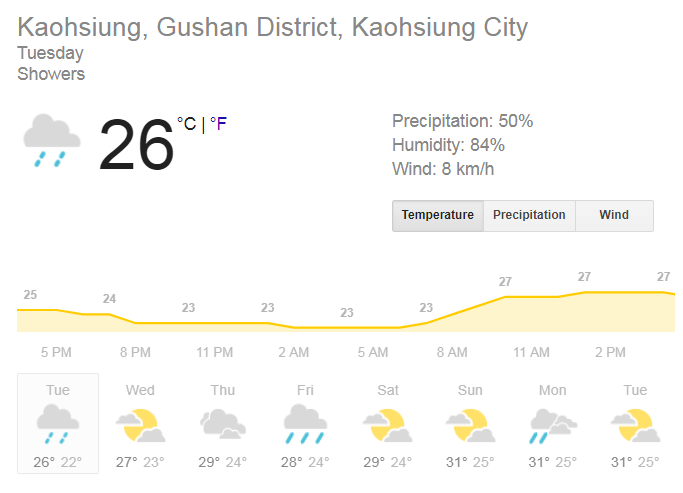 Kaohsiung, Gushan District, Kaohsiung City
Tuesday
Showers
26 °C | °F
Precipitation: 50%
Humidity: 84%
Wind: 8 km/h
Temperature Precipitation Wind
25 24 23 23 23 23 27 27 27
5 PM 8 PM 11 PM 2 AM 5 AM 8 AM 11 AM 2 PM
Tue Wed Thu Fri Sat Sun Mon Tue
26° 22° 27° 23° 29° 24° 28° 24° 29° 24° 31° 25° 31° 25° 31° 25°